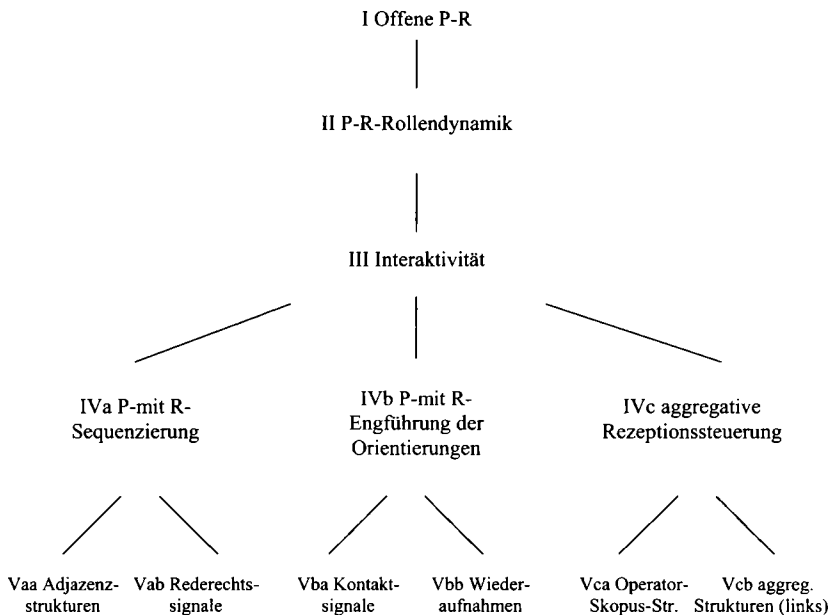 I Offene P-R
II P-R-Rollendynamik
III Interaktivität
IVa P-mit R-
Sequenzierung
IVb P-mit R-
Engführung der
Orientierungen
IVc aggregative
Rezeptionssteuerung
Vaa Adjazenz-
strukturen
Vab Rederechts-
signale
Vba Kontakt-
signale
Vbb Wieder-
aufnahmen
Vca Operator-
Skopus-Str.
Vcb aggreg.
Strukturen (links)